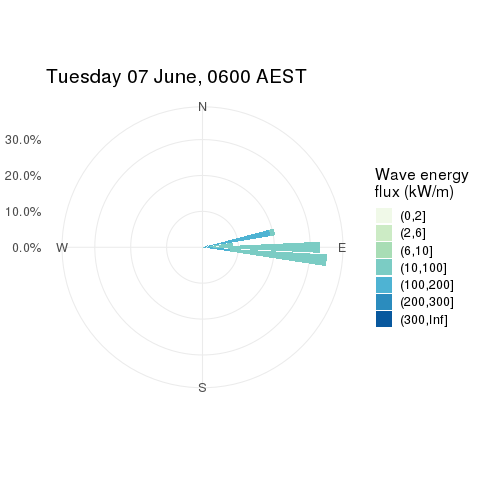 Tuesday 07 June, 0600 AEST
N
30.0%
20.0%
10.0%
0.0%
W
E
S
Wave energy
flux (kW/m)
(0,2]
(2,6]
(6,10]
(10,100]
(100,200]
(200,300]
(300,Inf]